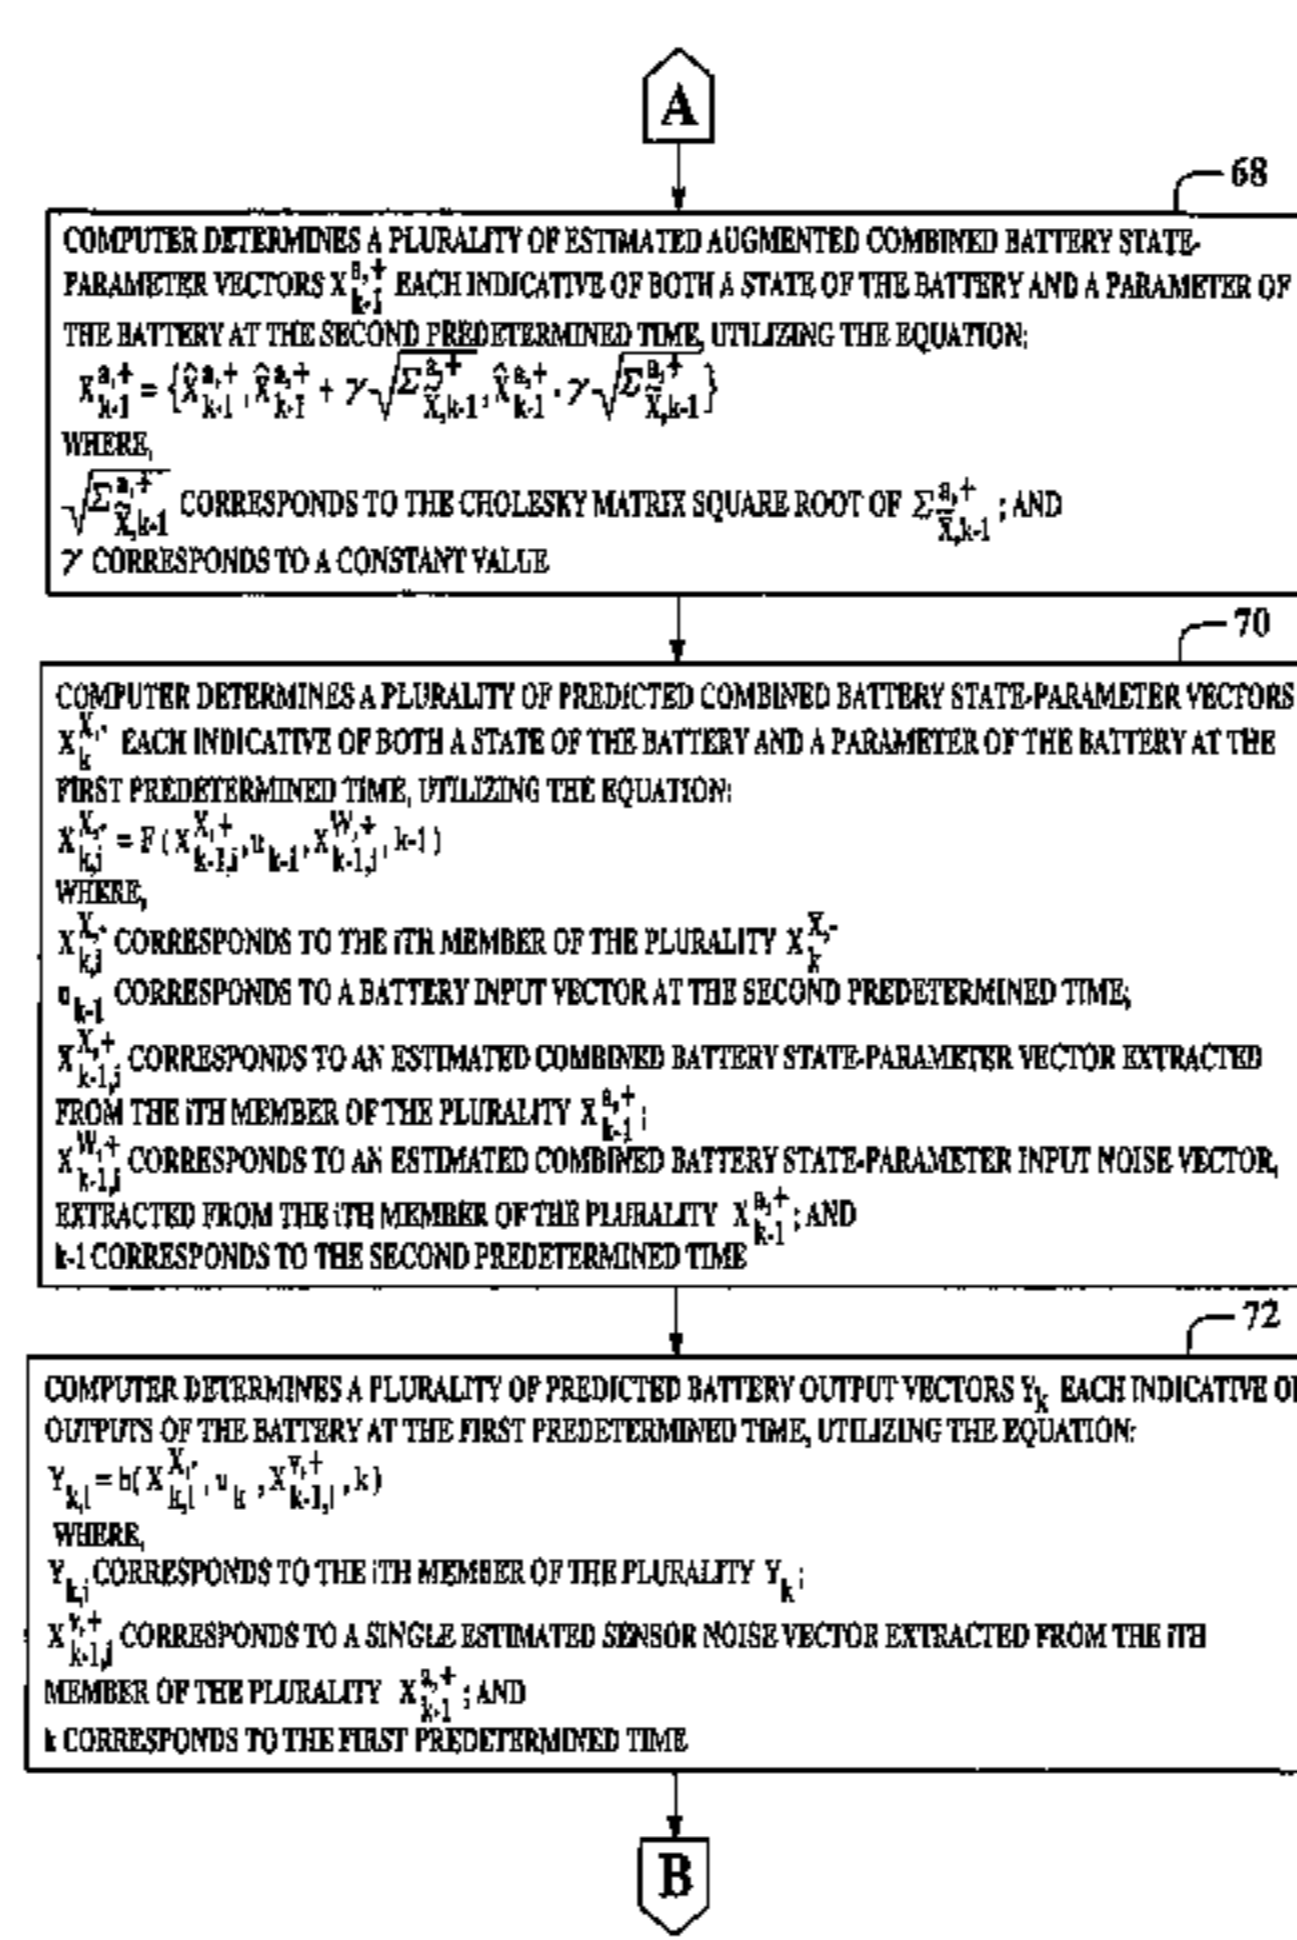 A
68
COMPUTER DETERMINES A PLURALITY OF ESTIMATED AUGMENTED COMBINED BATTERY STATE-
PARAMETER VECTORS X^{a,+}_{k-1} EACH INDICATIVE OF BOTH A STATE OF THE BATTERY AND A PARAMETER OF
THE BATTERY AT THE SECOND PREDETERMINED TIME, UTILIZING THE EQUATION:
X^{a,+}_{k-1} = {X̂^{a,+}_{k-1}, X̂^{a,+}_{k-1} + γ√Σ^{a,+}_{X̃,k-1}, X̂^{a,+}_{k-1} - γ√Σ^{a,+}_{X̃,k-1}}
WHERE,
√Σ^{a,+}_{X̃,k-1} CORRESPONDS TO THE CHOLESKY MATRIX SQUARE ROOT OF Σ^{a,+}_{X̃,k-1} ; AND
γ CORRESPONDS TO A CONSTANT VALUE
70
COMPUTER DETERMINES A PLURALITY OF PREDICTED COMBINED BATTERY STATE-PARAMETER VECTORS
X^{X,-}_{k} EACH INDICATIVE OF BOTH A STATE OF THE BATTERY AND A PARAMETER OF THE BATTERY AT THE
FIRST PREDETERMINED TIME, UTILIZING THE EQUATION:
X^{X,-}_{k,i} = F(X^{X,+}_{k-1,i}, u_{k-1}, X^{W,+}_{k-1,i}, k-1)
WHERE,
X^{X,-}_{k,i} CORRESPONDS TO THE iTH MEMBER OF THE PLURALITY X^{X,-}_{k}
u_{k-1} CORRESPONDS TO A BATTERY INPUT VECTOR AT THE SECOND PREDETERMINED TIME;
X^{X,+}_{k-1,i} CORRESPONDS TO AN ESTIMATED COMBINED BATTERY STATE-PARAMETER VECTOR EXTRACTED
FROM THE iTH MEMBER OF THE PLURALITY X^{a,+}_{k-1};
X^{W,+}_{k-1,i} CORRESPONDS TO AN ESTIMATED COMBINED BATTERY STATE-PARAMETER INPUT NOISE VECTOR,
EXTRACTED FROM THE iTH MEMBER OF THE PLURALITY X^{a,+}_{k-1}; AND
k-1 CORRESPONDS TO THE SECOND PREDETERMINED TIME
72
COMPUTER DETERMINES A PLURALITY OF PREDICTED BATTERY OUTPUT VECTORS Y_{k} EACH INDICATIVE
OUTPUTS OF THE BATTERY AT THE FIRST PREDETERMINED TIME, UTILIZING THE EQUATION:
Y_{k,i} = h(X^{X,-}_{k,i}, u_{k}, X^{v,+}_{k-1,i}, k)
WHERE,
Y_{k,i} CORRESPONDS TO THE iTH MEMBER OF THE PLURALITY Y_{k};
X^{v,+}_{k-1,i} CORRESPONDS TO A SINGLE ESTIMATED SENSOR NOISE VECTOR EXTRACTED FROM THE iTH
MEMBER OF THE PLURALITY X^{a,+}_{k-1}; AND
k CORRESPONDS TO THE FIRST PREDETERMINED TIME
B